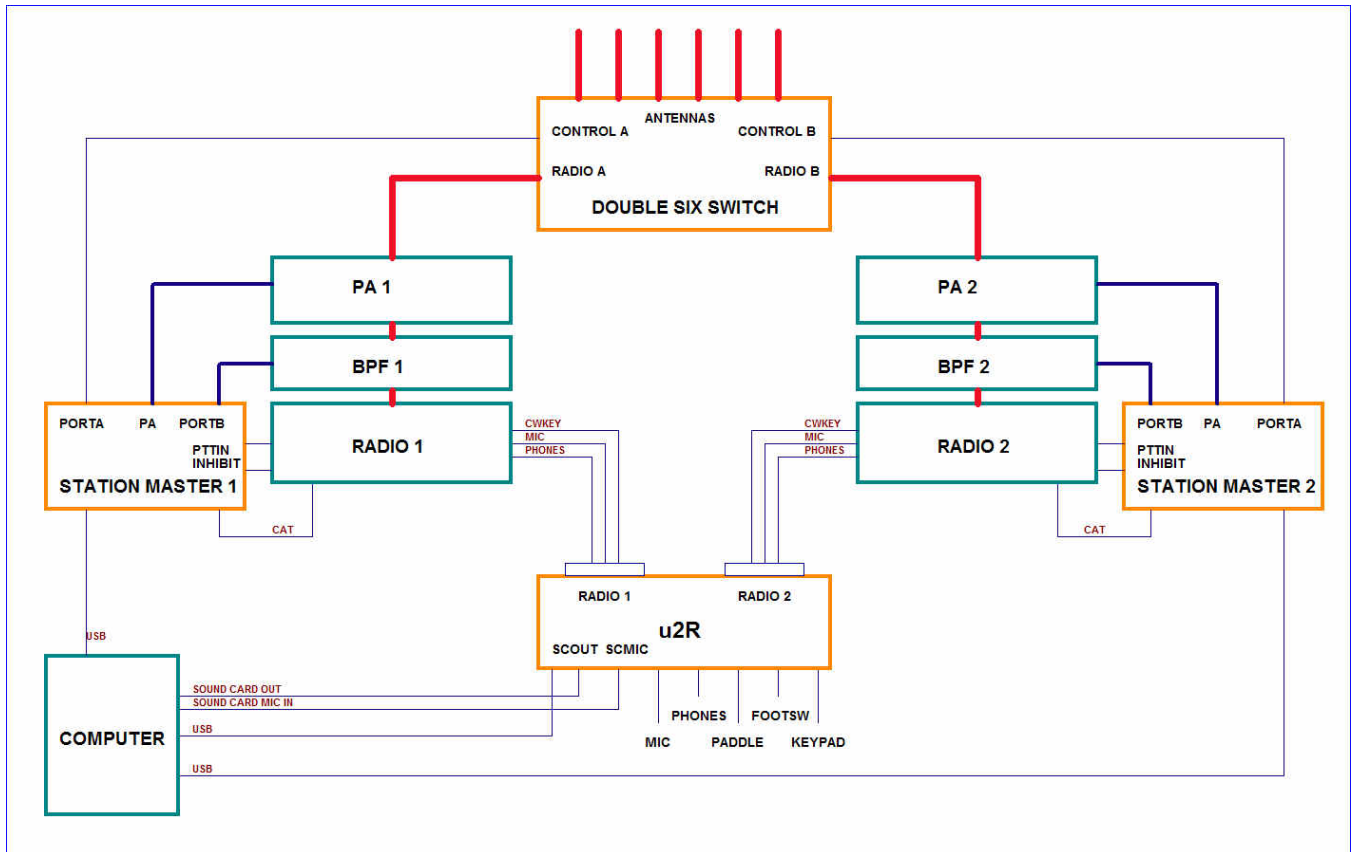 ANTENNAS
CONTROL A
CONTROL B
RADIO A
RADIO B
DOUBLE SIX SWITCH
PA 1
PA 2
BPF 1
BPF 2
PORTA
PA
PORTB
PTTIN
INHIBIT
STATION MASTER 1
RADIO 1
CWKEY
MIC
PHONES
CWKEY
MIC
PHONES
RADIO 2
PORTB
PA
PORTA
PTTIN
INHIBIT
STATION MASTER 2
CAT
CAT
RADIO 1
RADIO 2
u2R
SCOUT
SCMIC
USB
COMPUTER
SOUND CARD OUT
SOUND CARD MIC IN
USB
USB
PHONES
FOOTSW
MIC
PADDLE
KEYPAD